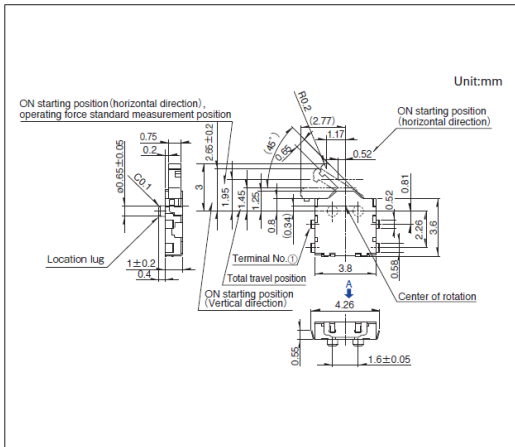 Unit:mm
ON starting position(horizontal direction),
operating force standard measurement position
ON starting position
(horizontal direction)
R0.2
(2.77)
1.17
0.52
(45°)
0.65
0.75
0.2
ø0.65±0.05
C0.1
3
2.65±0.2
1.95
1.45
1.25
0.8
(0.34)
0.52
0.81
2.26
3.6
0.58
Location lug
1±0.2
0.4
Terminal No.①
Total travel position
ON starting position
(Vertical direction)
3.8
A
4.26
Center of rotation
0.55
1.6±0.05